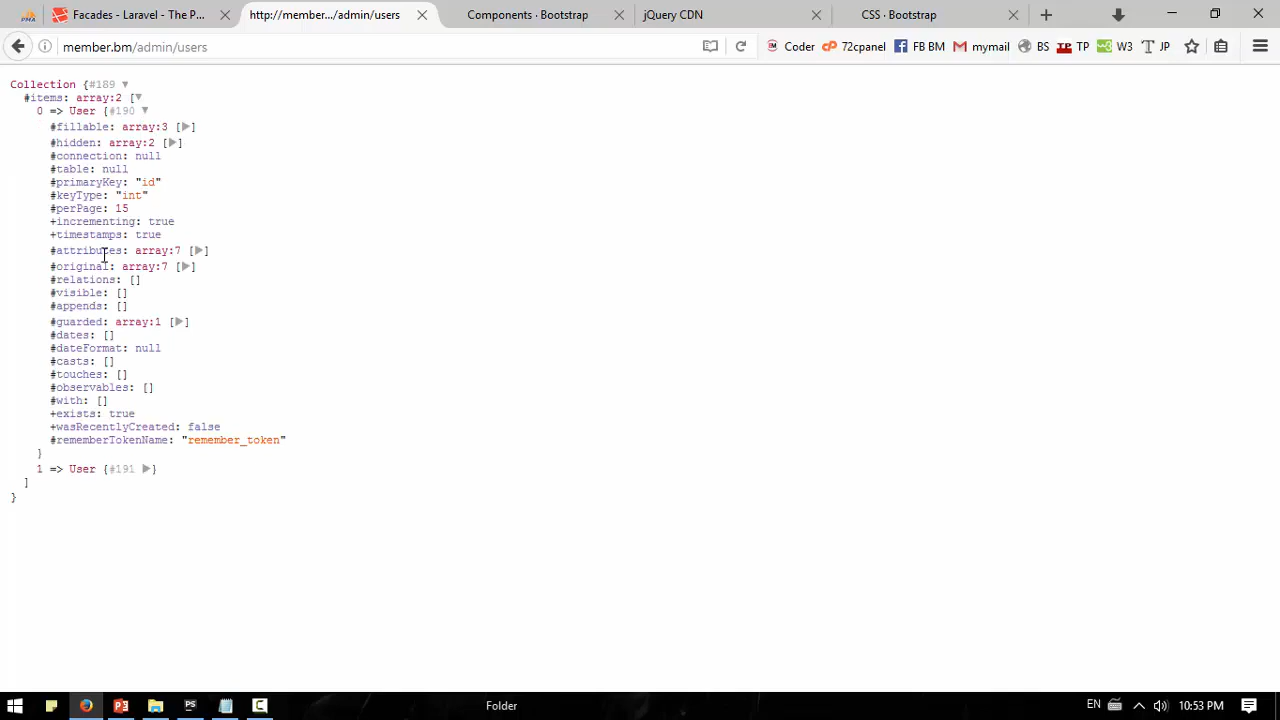 Facades - Laravel - The P...
http://member.../admin/users
Components · Bootstrap
jQuery CDN
CSS · Bootstrap
member.bm/admin/users
Coder
72cpanel
FB BM
mymail
BS
TP
W3
JP
Collection {#189 ▼
#items: array:2 [▼
0 => User {#190 ▼
#fillable: array:3 [▶]
#hidden: array:2 [▶]
#connection: null
#table: null
#primaryKey: "id"
#keyType: "int"
#perPage: 15
+incrementing: true
+timestamps: true
#attributes: array:7 [▶]
#original: array:7 [▶]
#relations: []
#visible: []
#appends: []
#guarded: array:1 [▶]
#dates: []
#dateFormat: null
#casts: []
#touches: []
#observables: []
#with: []
+exists: true
+wasRecentlyCreated: false
#rememberTokenName: "remember_token"
}
1 => User {#191 ▶}
]
}
Folder
EN
10:53 PM